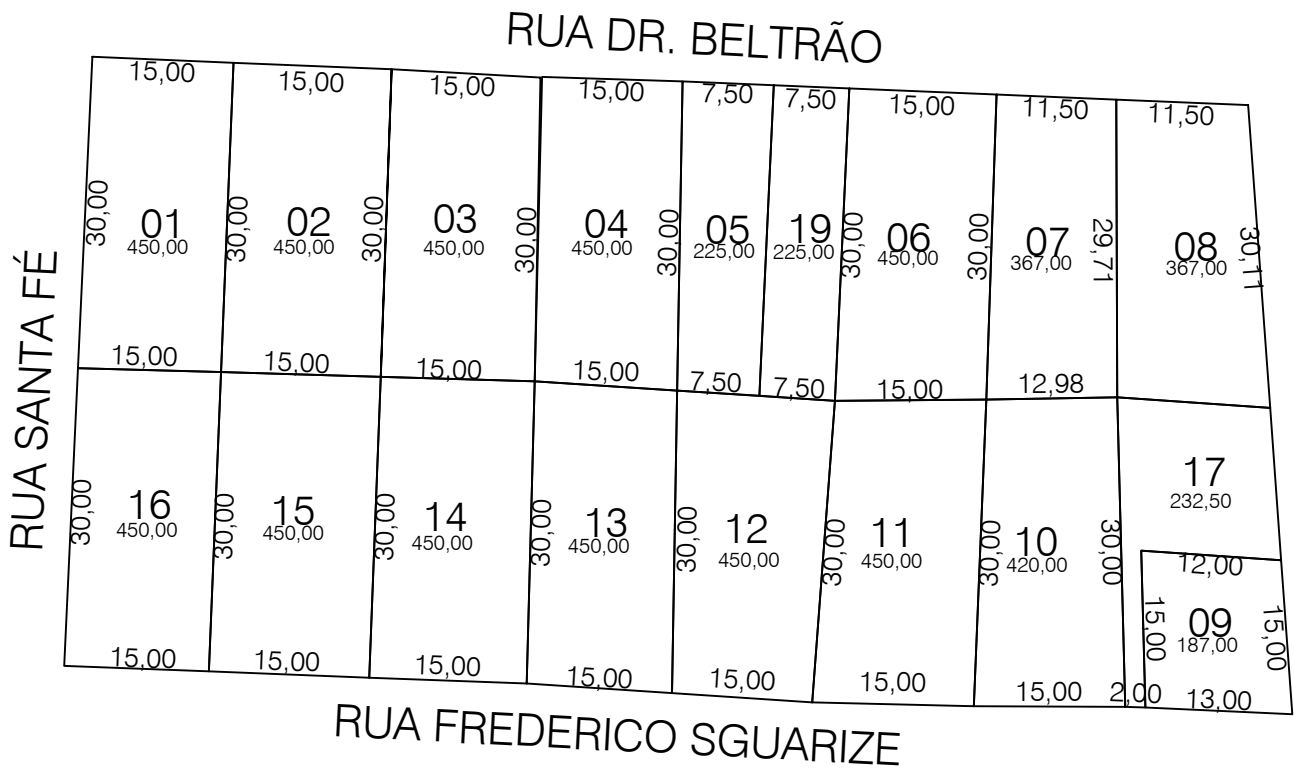 RUA DR. BELTRÃO
15,00 15,00 15,00 15,00 7,50 7,50 15,00 11,50 11,50
30,00 30,00 30,00 30,00 30,00 30,00 30,00 29,71 30,11
01 02 03 04 05 19 06 07 08
450,00 450,00 450,00 450,00 225,00 225,00 450,00 367,00 367,00
15,00 15,00 15,00 15,00 7,50 7,50 15,00 12,98
RUA SANTA FÉ
17
232,50
30,00 30,00 30,00 30,00 30,00 30,00 30,00 30,00
16 15 14 13 12 11 10
450,00 450,00 450,00 450,00 450,00 450,00 420,00
12,00
15,00 09 15,00
187,00
15,00 15,00 15,00 15,00 15,00 15,00 15,00 2,00 13,00
RUA FREDERICO SGUARIZE